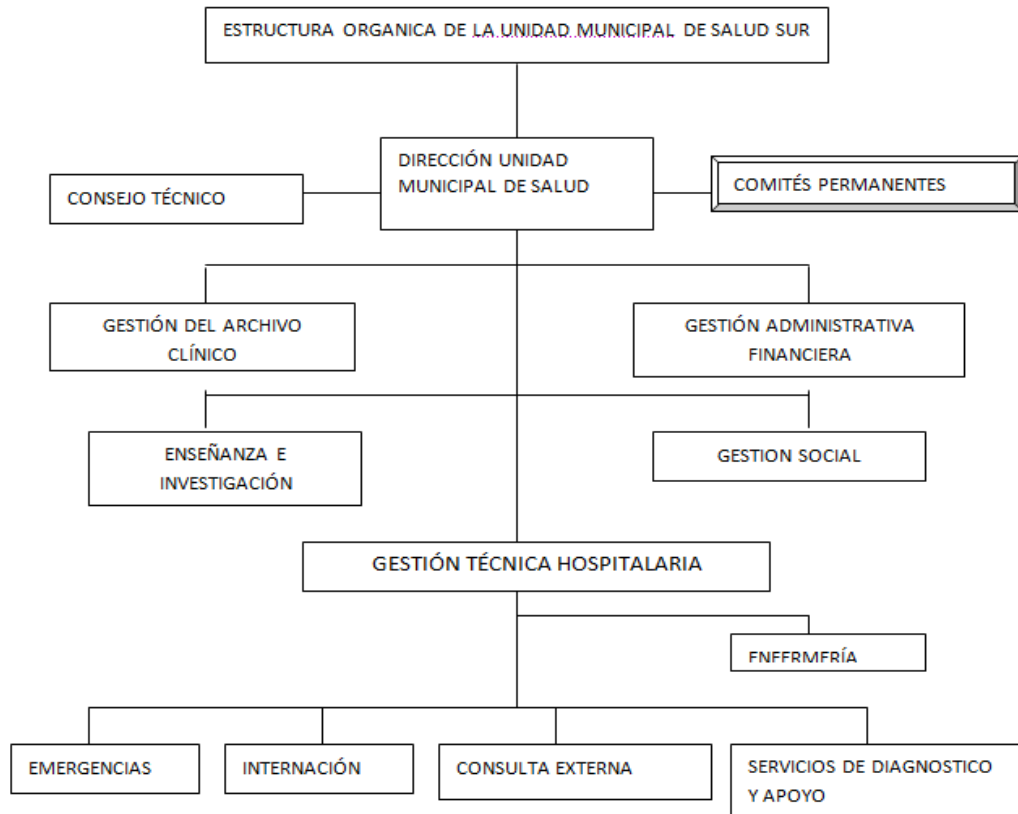 ESTRUCTURA ORGANICA DE LA UNIDAD MUNICIPAL DE SALUD SUR
DIRECCIÓN UNIDAD
MUNICIPAL DE SALUD
CONSEJO TÉCNICO
COMITÉS PERMANENTES
GESTIÓN DEL ARCHIVO
CLÍNICO
GESTIÓN ADMINISTRATIVA
FINANCIERA
ENSEÑANZA E
INVESTIGACIÓN
GESTION SOCIAL
GESTIÓN TÉCNICA HOSPITALARIA
ENFERMERÍA
EMERGENCIAS
INTERNACIÓN
CONSULTA EXTERNA
SERVICIOS DE DIAGNOSTICO
Y APOYO